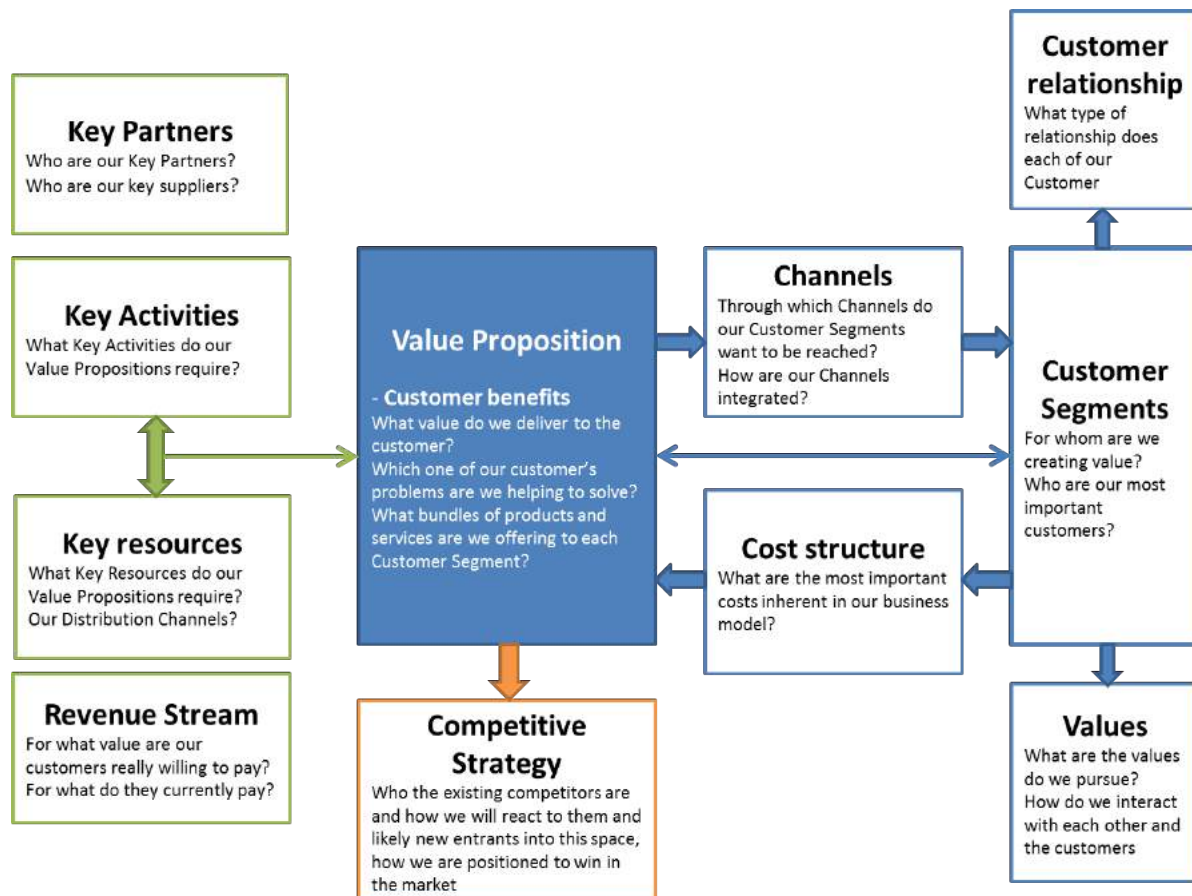 Key Partners
Who are our Key Partners?
Who are our key suppliers?
Key Activities
What Key Activities do our
Value Propositions require?
Key resources
What Key Resources do our
Value Propositions require?
Our Distribution Channels?
Revenue Stream
For what value are our
customers really willing to pay?
For what do they currently pay?
Value Proposition
- Customer benefits
What value do we deliver to the
customer?
Which one of our customer's
problems are we helping to solve?
What bundles of products and
services are we offering to each
Customer Segment?
Competitive
Strategy
Who the existing competitors are
and how we will react to them and
likely new entrants into this space,
how we are positioned to win in
the market
Channels
Through which Channels do
our Customer Segments
want to be reached?
How are our Channels
integrated?
Cost structure
What are the most important
costs inherent in our business
model?
Customer
relationship
What type of
relationship does
each of our
Customer
Customer
Segments
For whom are we
creating value?
Who are our most
important
customers?
Values
What are the values
do we pursue?
How do we interact
with each other and
the customers